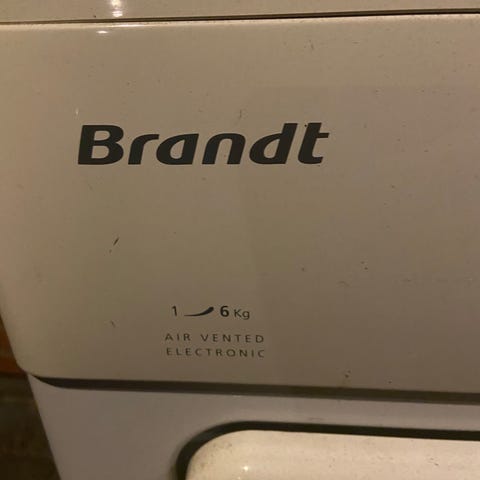 Brandt
1 6 Kg
AIR VENTED
ELECTRONIC